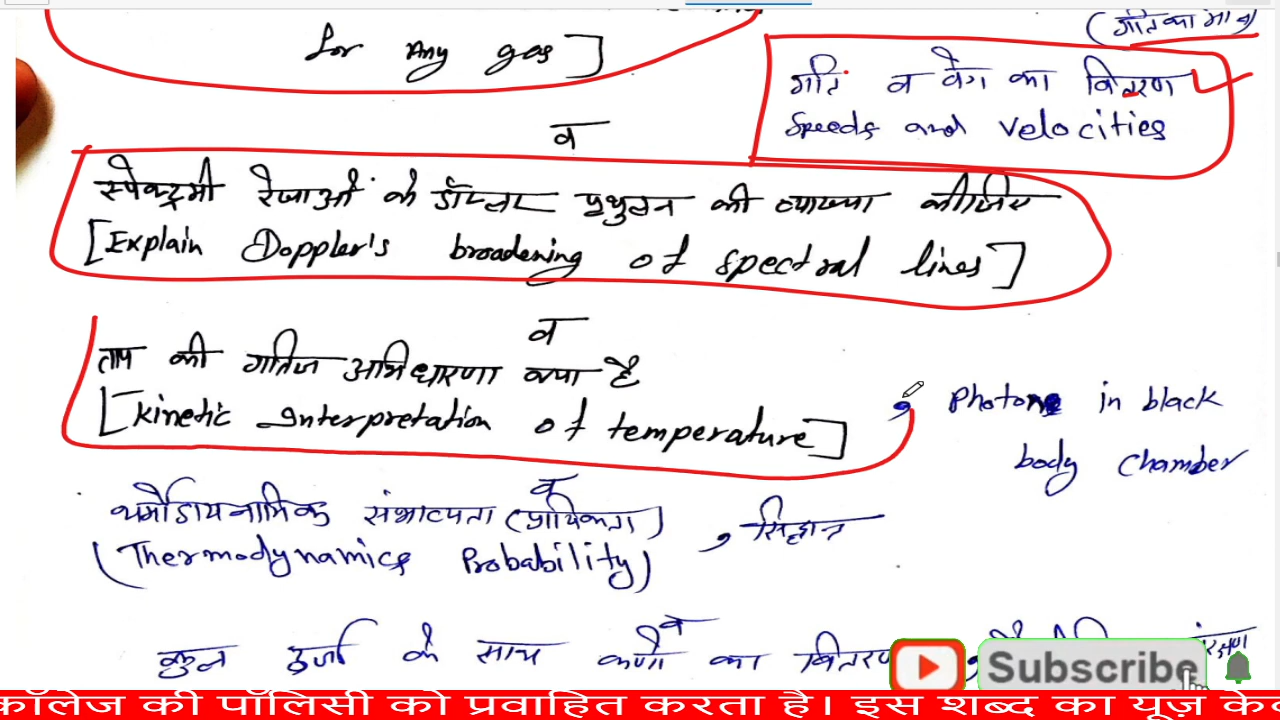 (गति का मान)
for Any gas]
गति व वेग का वितरण
Speeds and velocities
व
स्पेक्ट्रमी रेखाओं के डॉप्लर प्रथुलन की व्याख्या कीजिए
[Explain Doppler's broadening of spectral lines]
व
ताप की गतिज अभिधारणा क्या है
[Kinetic Interpretation of temperature]
, Photons in black
body Chamber
व
थर्मोडायनामिक संभाव्यता (प्रायिकता)
(Thermodynamics Probability)
, सिद्धान्त
व
कुल ऊर्जा के साथ कणों का वितरण
Subscribe
कॉलेज की पॉलिसी को प्रवाहित करता है। इस शब्द का यूज़ केवल